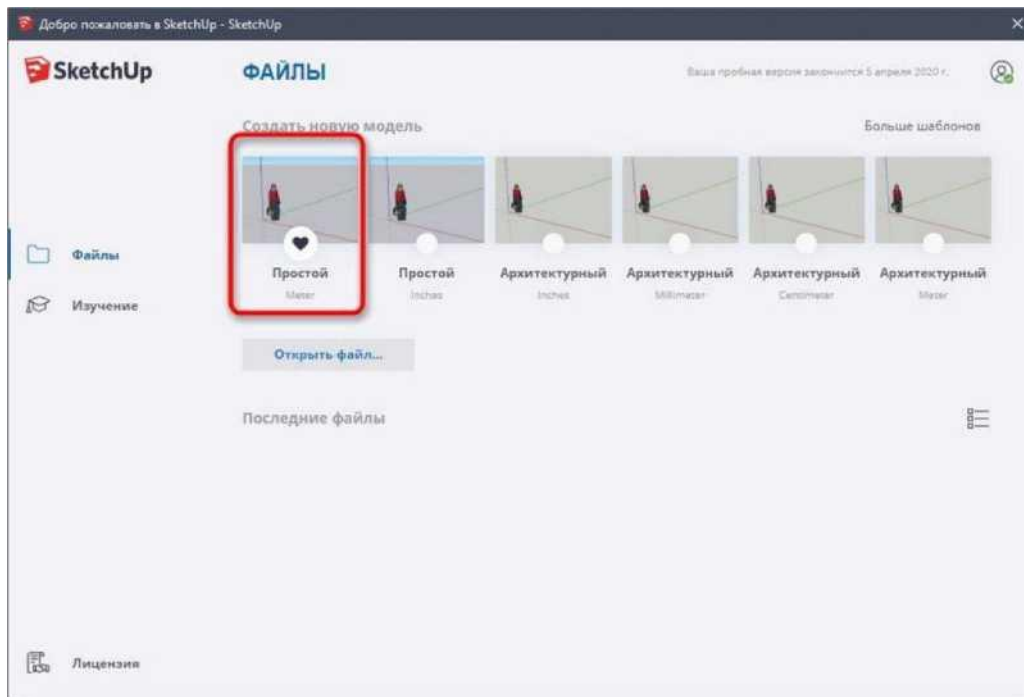 Добро пожаловать в SketchUp - SketchUp
SketchUp
ФАЙЛЫ
Ваша пробная версия закончится 5 апреля 2020 г.
Создать новую модель
Больше шаблонов
Простой
Meter
Простой
Inches
Архитектурный
Inches
Архитектурный
Millimeter
Архитектурный
Centimeter
Архитектурный
Meter
Файлы
Изучение
Открыть файл...
Последние файлы
Лицензия